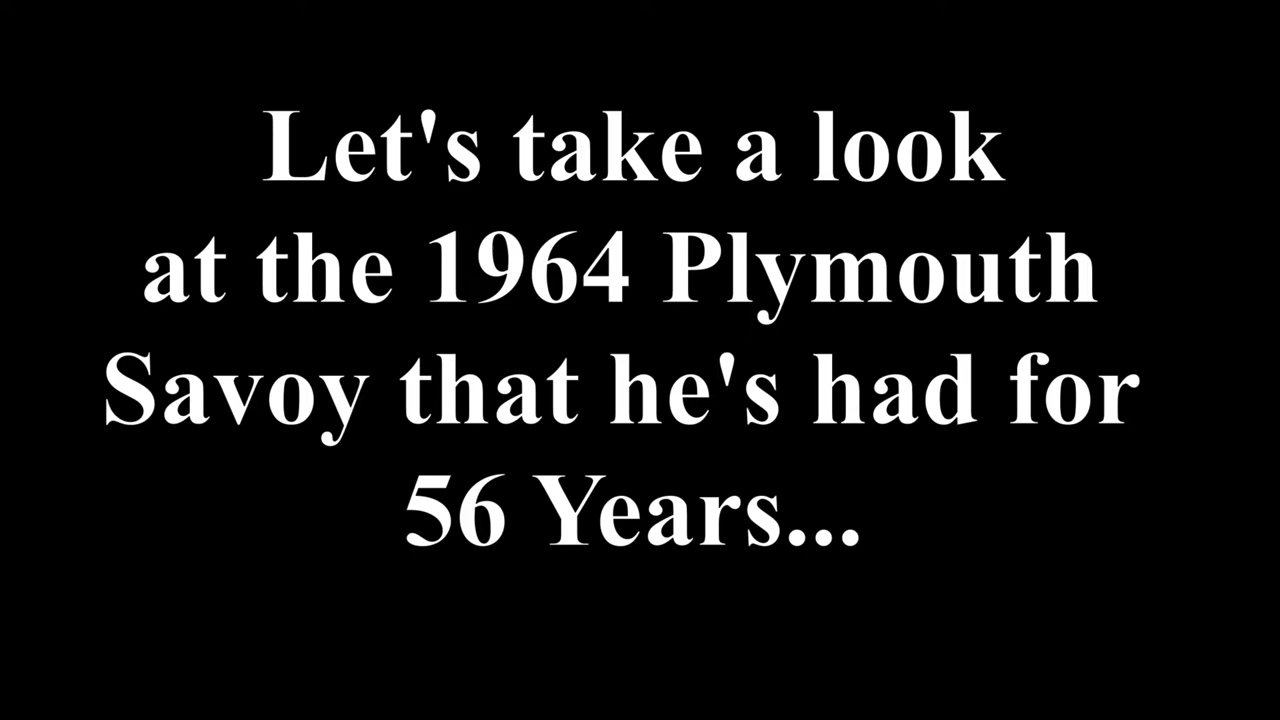 Let's take a look
at the 1964 Plymouth
Savoy that he's had for
56 Years...